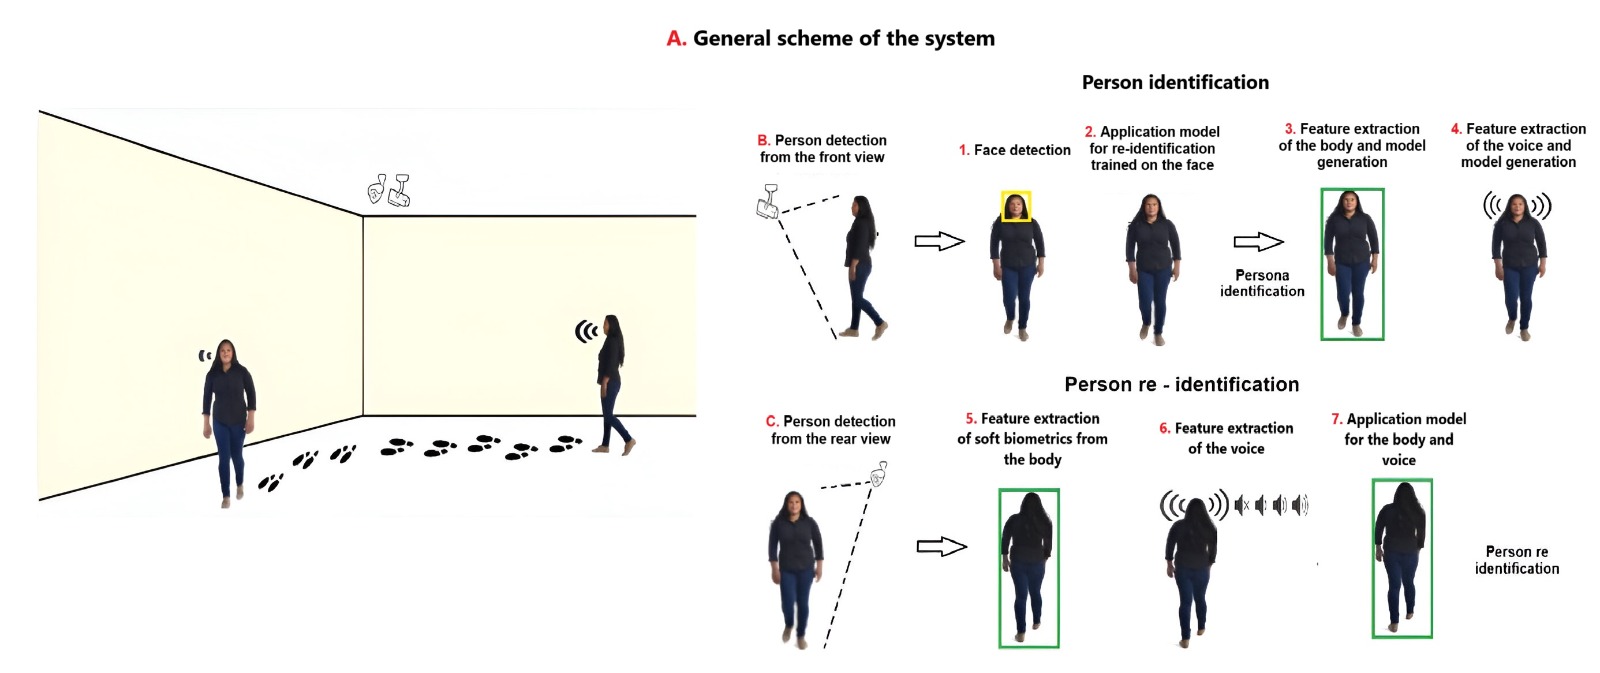 A. General scheme of the system
Person identification
B. Person detection
from the front view
1. Face detection
2. Application model
for re-identification
trained on the face
3. Feature extraction
of the body and model
generation
4. Feature extraction
of the voice and
model generation
Persona
identification
Person re - identification
C. Person detection
from the rear view
5. Feature extraction
of soft biometrics from
the body
6. Feature extraction
of the voice
7. Application model
for the body and
voice
Person re
identification